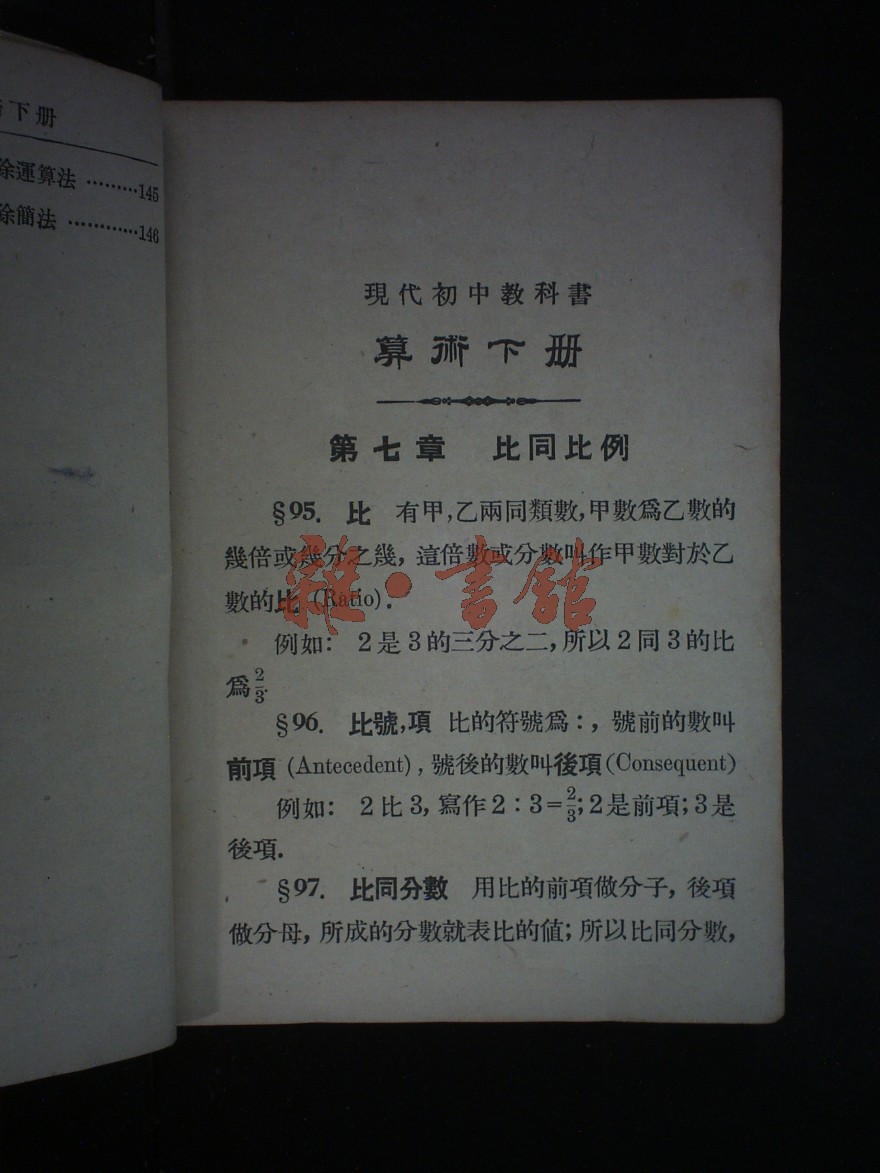 下册
除運算法 ………145
除簡法 …………146
現代初中教科書
算術下册
第七章 比同比例
§95. 比 有甲,乙兩同類數,甲數爲乙數的
幾倍或幾分之幾, 這倍數或分數叫作甲數對於乙
數的比 (Ratio).
例如: 2是3的三分之二,所以2同3的比
爲2/3.
§96. 比號,項 比的符號爲:, 號前的數叫
前項 (Antecedent), 號後的數叫後項(Consequent)
例如: 2比3, 寫作2:3=2/3; 2是前項; 3是
後項.
§97. 比同分數 用比的前項做分子, 後項
做分母, 所成的分數就表比的值; 所以比同分數,
雜·書館